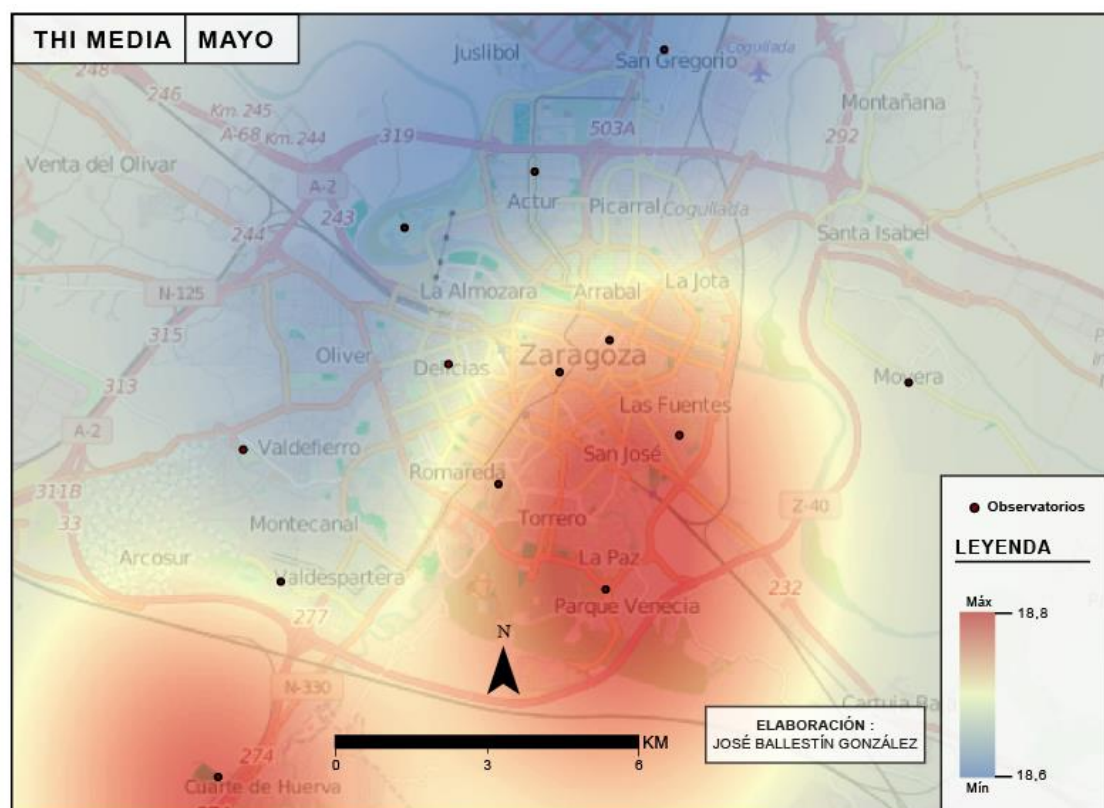 THI MEDIA MAYO
Juslibol
San Gregorio
Cogullada
248
246
Km. 245
A-68 Km. 244
319
503A
292
Montañana
Venta del Olivar
A-2
243
244
Actur
Picarral
Cogullada
Santa Isabel
N-125
La Almozara
Arrabal
La Jota
315
Oliver
Delicias
Zaragoza
313
Movera
Las Fuentes
A-2
Valdefierro
San José
Romareda
311B
33
Montecanal
Torrero
Z-40
Arcosur
Valdespartera
La Paz
277
Parque Venecia
232
N
N-330
Cartuja Ba
274
Cuarte de Huerva
KM
0 3 6
ELABORACIÓN :
JOSÉ BALLESTÍN GONZÁLEZ
Observatorios
LEYENDA
Máx
18,8
18,6
Mín